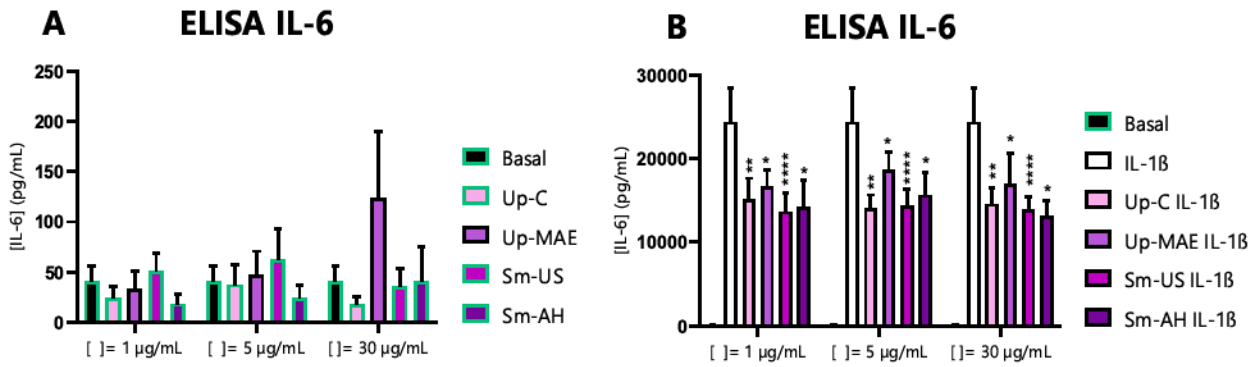 A
ELISA IL-6
[IL-6] (pg/mL)
250
200
150
100
50
0
[ ]= 1 µg/mL
[ ]= 5 µg/mL
[ ]= 30 µg/mL
Basal
Up-C
Up-MAE
Sm-US
Sm-AH
B
ELISA IL-6
[IL-6] (pg/mL)
30000
20000
10000
0
**
*
****
*
**
*
****
*
**
*
****
*
[ ]= 1 µg/mL
[ ]= 5 µg/mL
[ ]= 30 µg/mL
Basal
IL-1ß
Up-C IL-1ß
Up-MAE IL-1ß
Sm-US IL-1ß
Sm-AH IL-1ß